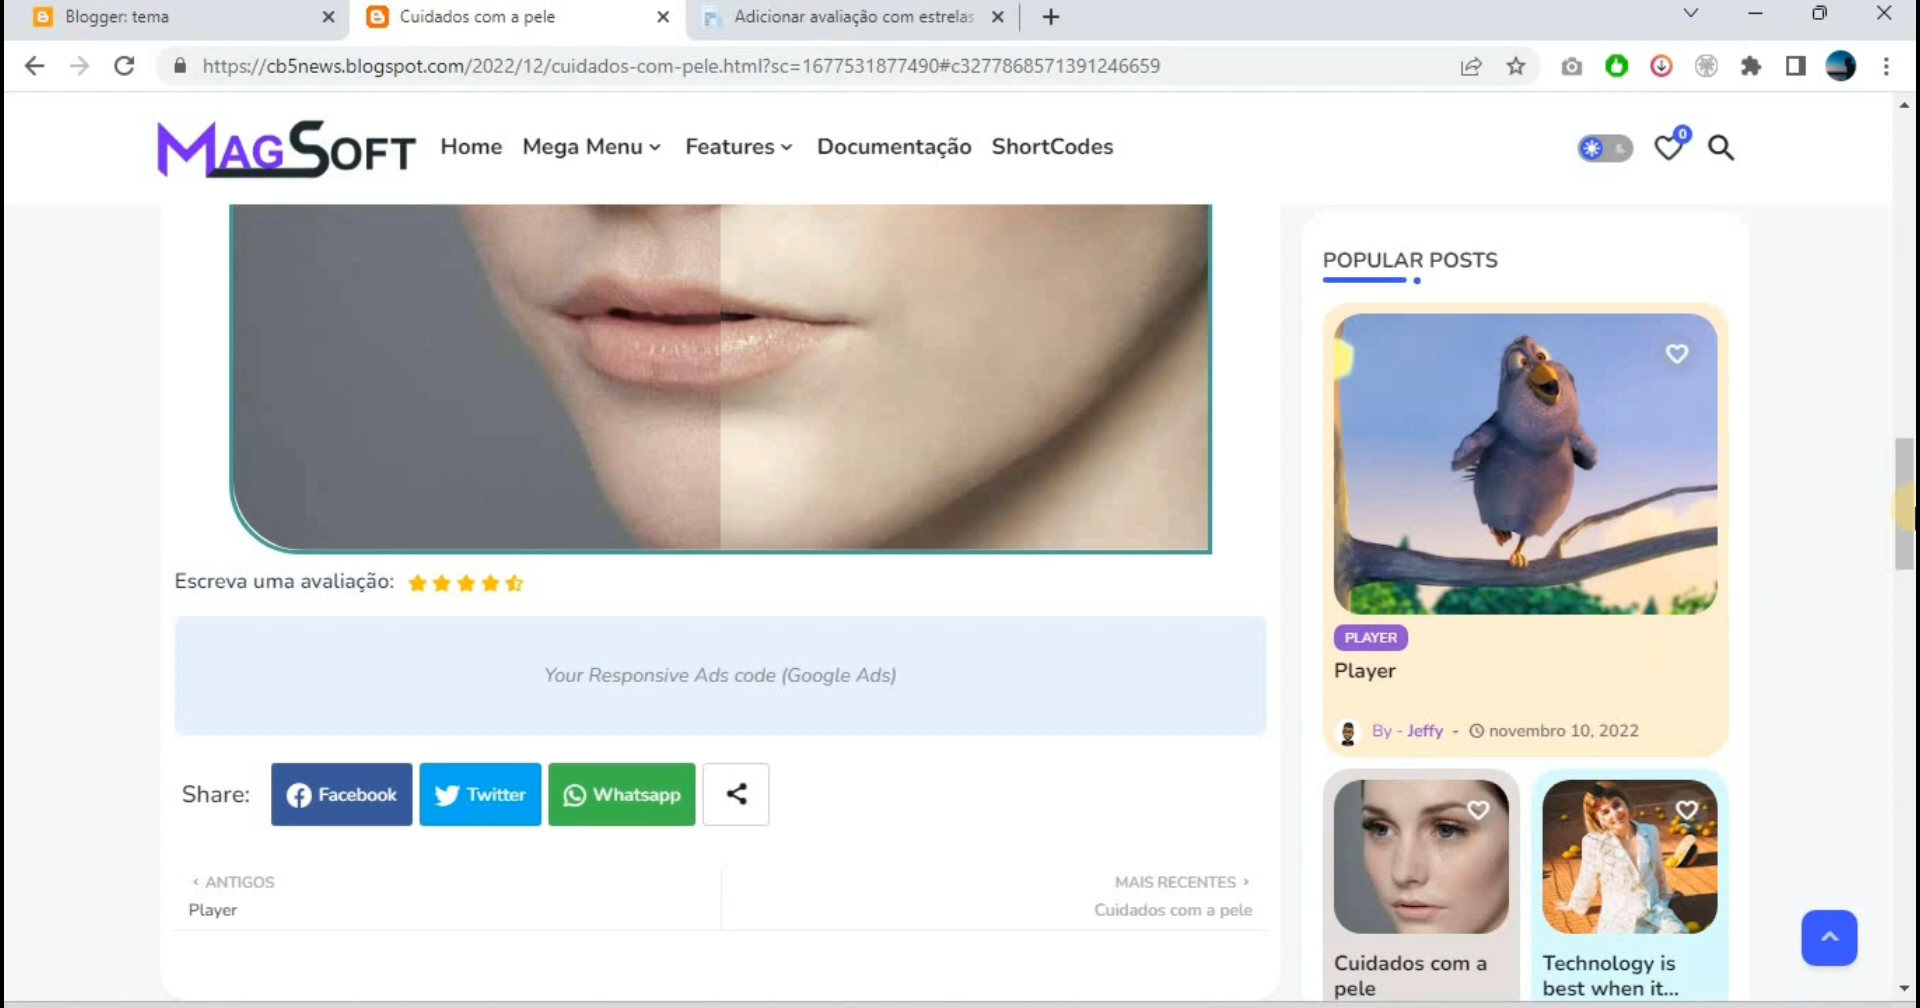 Blogger: tema
Cuidados com a pele
Adicionar avaliação com estrelas
https://cb5news.blogspot.com/2022/12/cuidados-com-pele.html?sc=1677531877490#c3277868571391246659
MAGSOFT
Home
Mega Menu
Features
Documentação
ShortCodes
0
Escreva uma avaliação:
Your Responsive Ads code (Google Ads)
Share:
Facebook
Twitter
Whatsapp
‹ ANTIGOS
Player
MAIS RECENTES ›
Cuidados com a pele
POPULAR POSTS
PLAYER
Player
By - Jeffy - novembro 10, 2022
Cuidados com a
pele
Technology is
best when it...